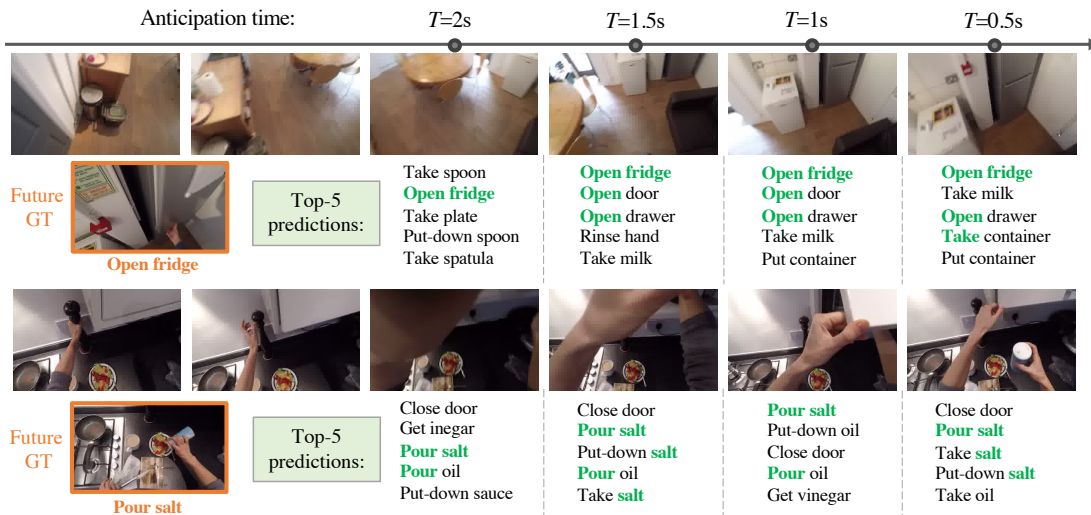 Anticipation time:
T=2s
T=1.5s
T=1s
T=0.5s
Future
GT
Open fridge
Top-5
predictions:
Take spoon
Open fridge
Take plate
Put-down spoon
Take spatula
Open fridge
Open door
Open drawer
Rinse hand
Take milk
Open fridge
Open door
Open drawer
Take milk
Put container
Open fridge
Take milk
Open drawer
Take container
Put container
Future
GT
Pour salt
Top-5
predictions:
Close door
Get inegar
Pour salt
Pour oil
Put-down sauce
Close door
Pour salt
Put-down salt
Pour oil
Take salt
Pour salt
Put-down oil
Close door
Pour oil
Get vinegar
Close door
Pour salt
Take salt
Put-down salt
Take oil